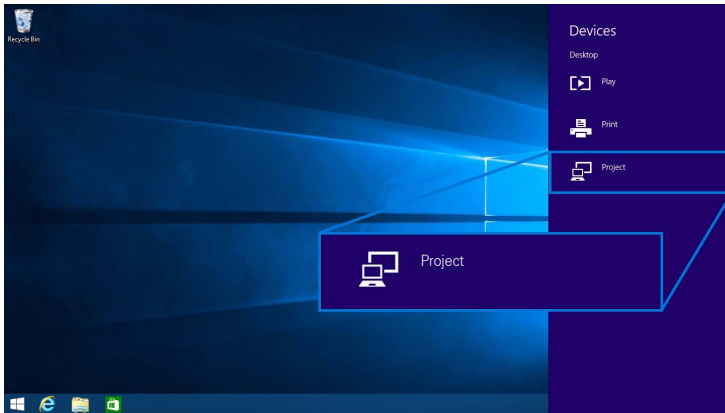 Recycle Bin
Devices
Desktop
Play
Print
Project
Project